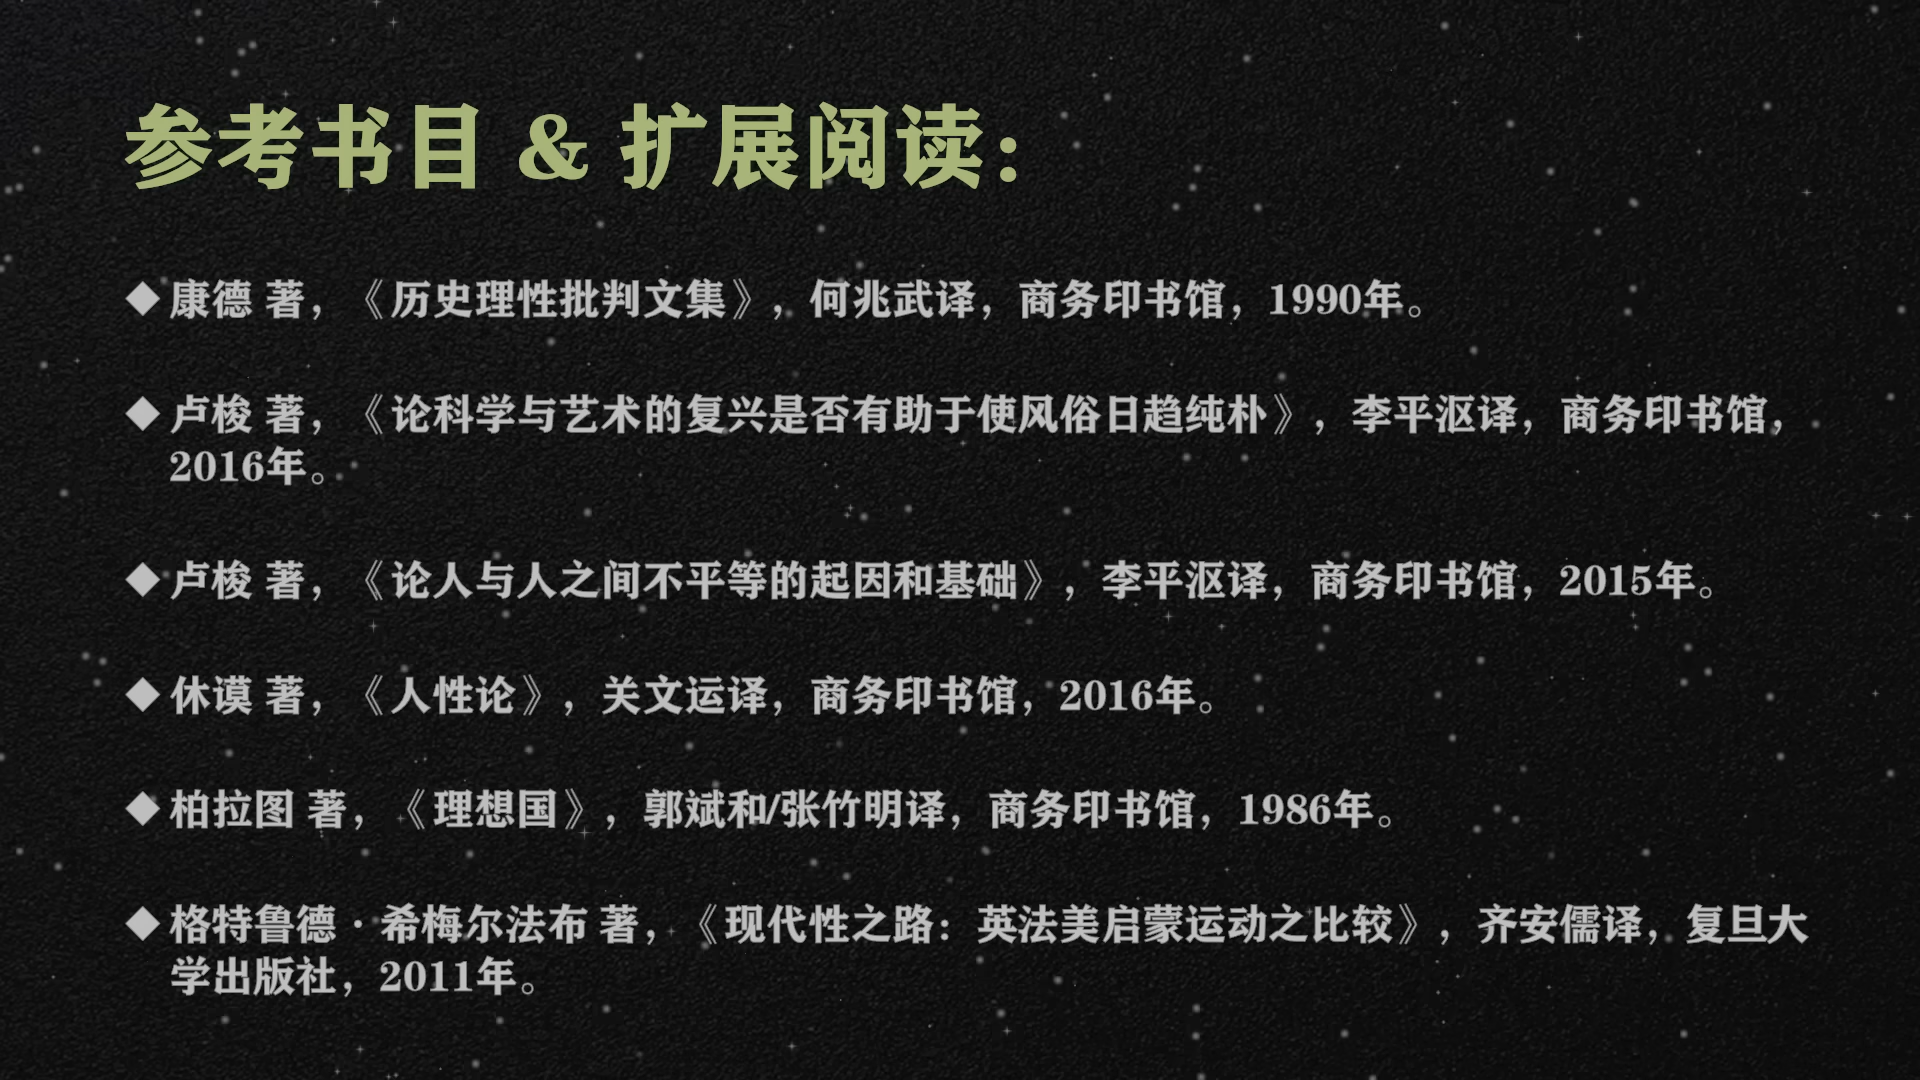 参考书目 & 扩展阅读：
◆ 康德 著，《历史理性批判文集》，何兆武译，商务印书馆，1990年。
◆ 卢梭 著，《论科学与艺术的复兴是否有助于使风俗日趋纯朴》，李平沤译，商务印书馆，
2016年。
◆ 卢梭 著，《论人与人之间不平等的起因和基础》，李平沤译，商务印书馆，2015年。
◆ 休谟 著，《人性论》，关文运译，商务印书馆，2016年。
◆ 柏拉图 著，《理想国》，郭斌和/张竹明译，商务印书馆，1986年。
◆ 格特鲁德·希梅尔法布 著，《现代性之路：英法美启蒙运动之比较》，齐安儒译，复旦大
学出版社，2011年。